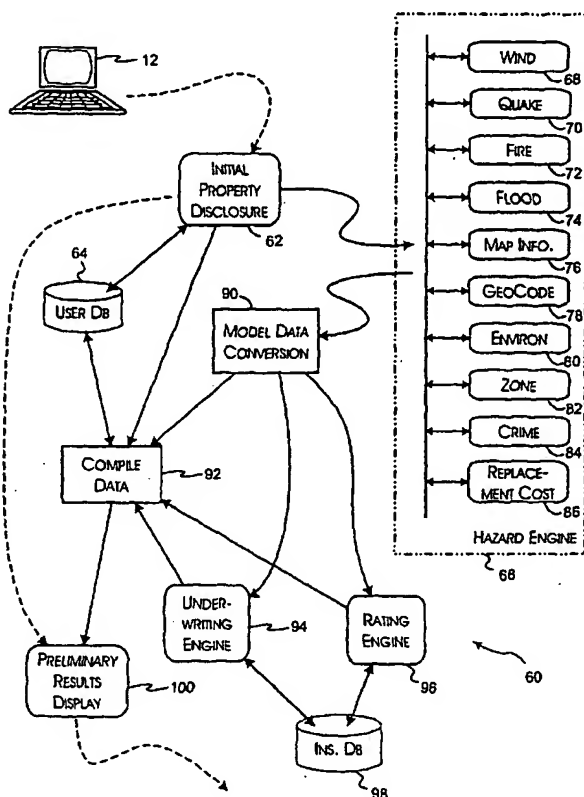 12
WIND
68
QUAKE
70
FIRE
72
FLOOD
74
MAP INFO.
76
GEOCODE
78
ENVIRON
80
ZONE
82
CRIME
84
REPLACE-
MENT COST
86
HAZARD ENGINE
66
INITIAL
PROPERTY
DISCLOSURE
62
64
USER DB
90
MODEL DATA
CONVERSION
COMPILE
DATA
92
UNDER-
WRITING
ENGINE
94
RATING
ENGINE
96
60
PRELIMINARY
RESULTS
DISPLAY
100
INS. DB
98